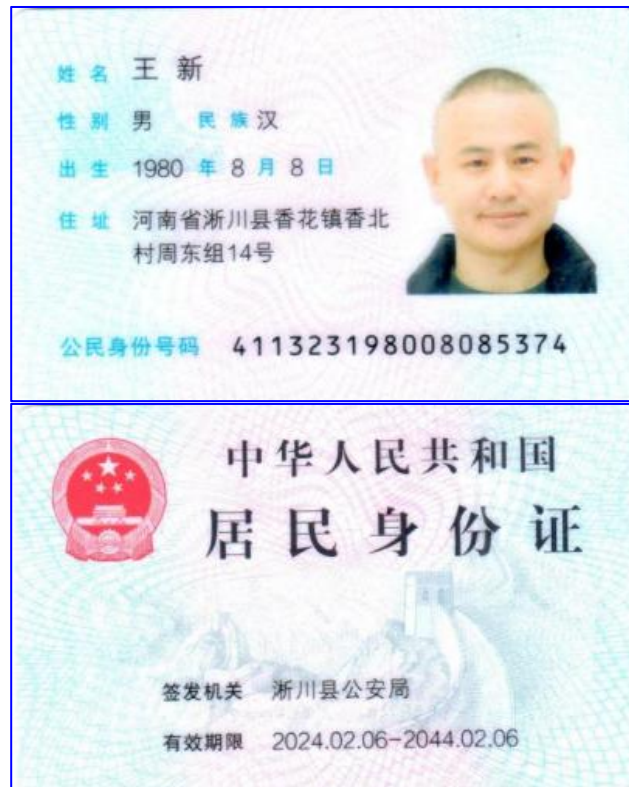 姓名 王新
性别 男 民族 汉
出生 1980 年 8 月 8 日
住址 河南省淅川县香花镇香北
村周东组14号
公民身份号码 411323198008085374
中华人民共和国
居民身份证
签发机关 淅川县公安局
有效期限 2024.02.06-2044.02.06